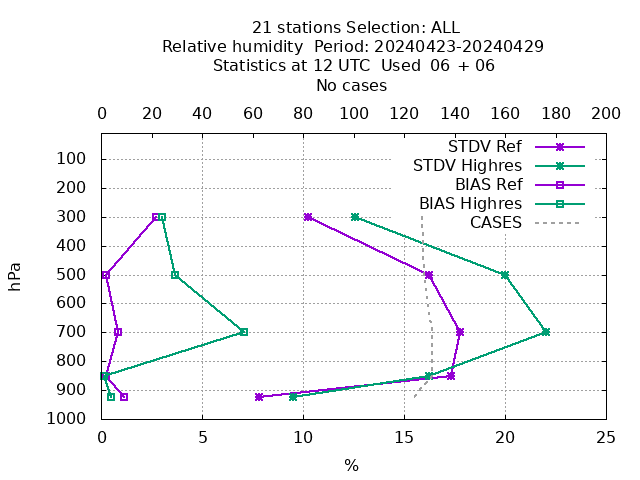 21 stations Selection: ALL
Relative humidity  Period: 20240423-20240429
Statistics at 12 UTC  Used  06 + 06
No cases
0 20 40 60 80 100 120 140 160 180 200
STDV Ref
STDV Highres
BIAS Ref
BIAS Highres
CASES
100
200
300
400
500
600
700
800
900
1000
hPa
0 5 10 15 20 25
%